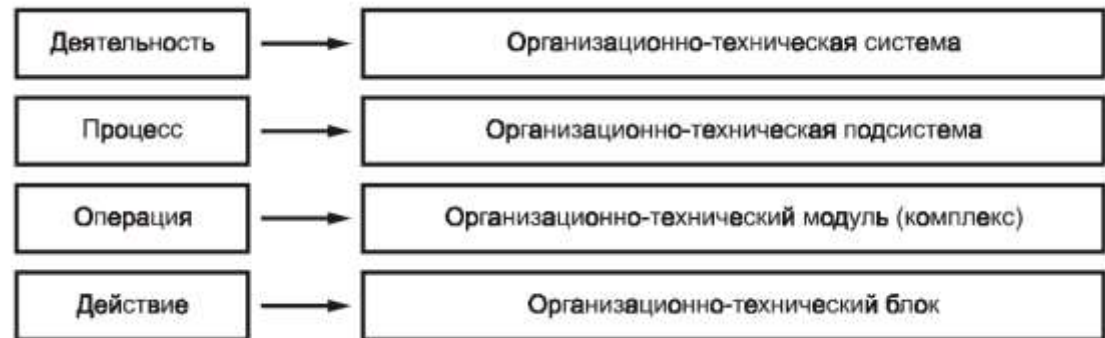 Деятельность
Организационно-техническая система
Процесс
Организационно-техническая подсистема
Операция
Организационно-технический модуль (комплекс)
Действие
Организационно-технический блок